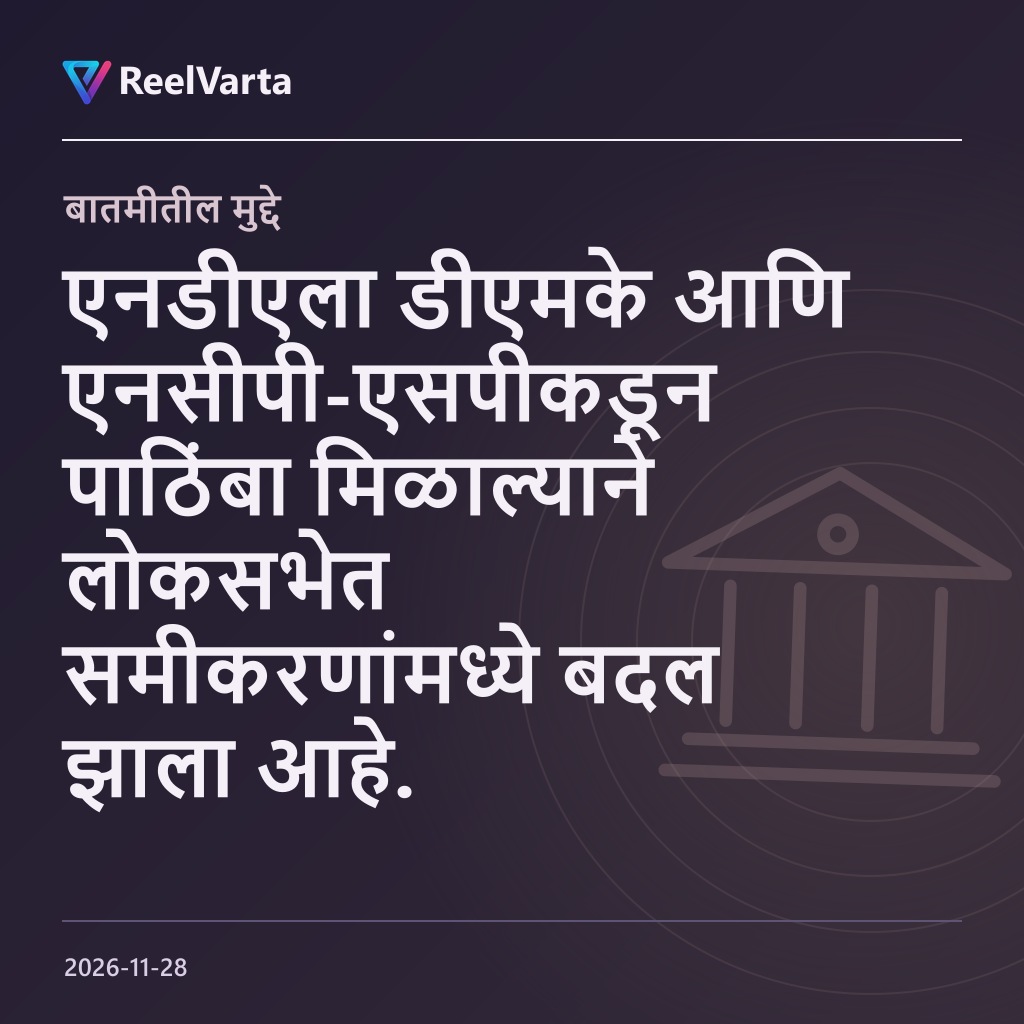 ReelVarta
बातमीतील मुद्दे
एनडीएला डीएमके आणि
एनसीपी-एसपीकडून
पाठिंबा मिळाल्याने
लोकसभेत
समीकरणांमध्ये बदल
झाला आहे.
2026-11-28